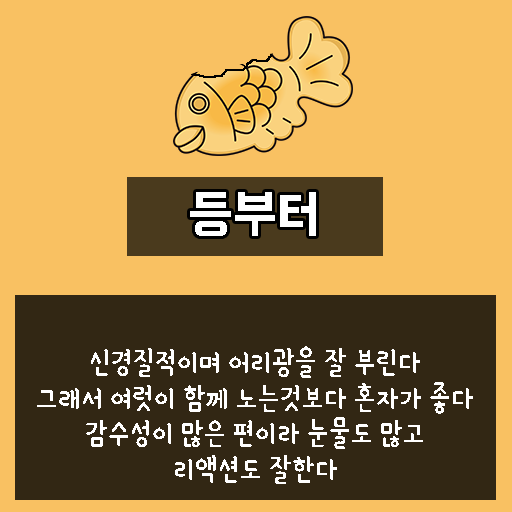 등부터
신경질적이며 어리광을 잘 부린다
그래서 여럿이 함께 노는것보다 혼자가 좋다
감수성이 많은 편이라 눈물도 많고
리액션도 잘한다